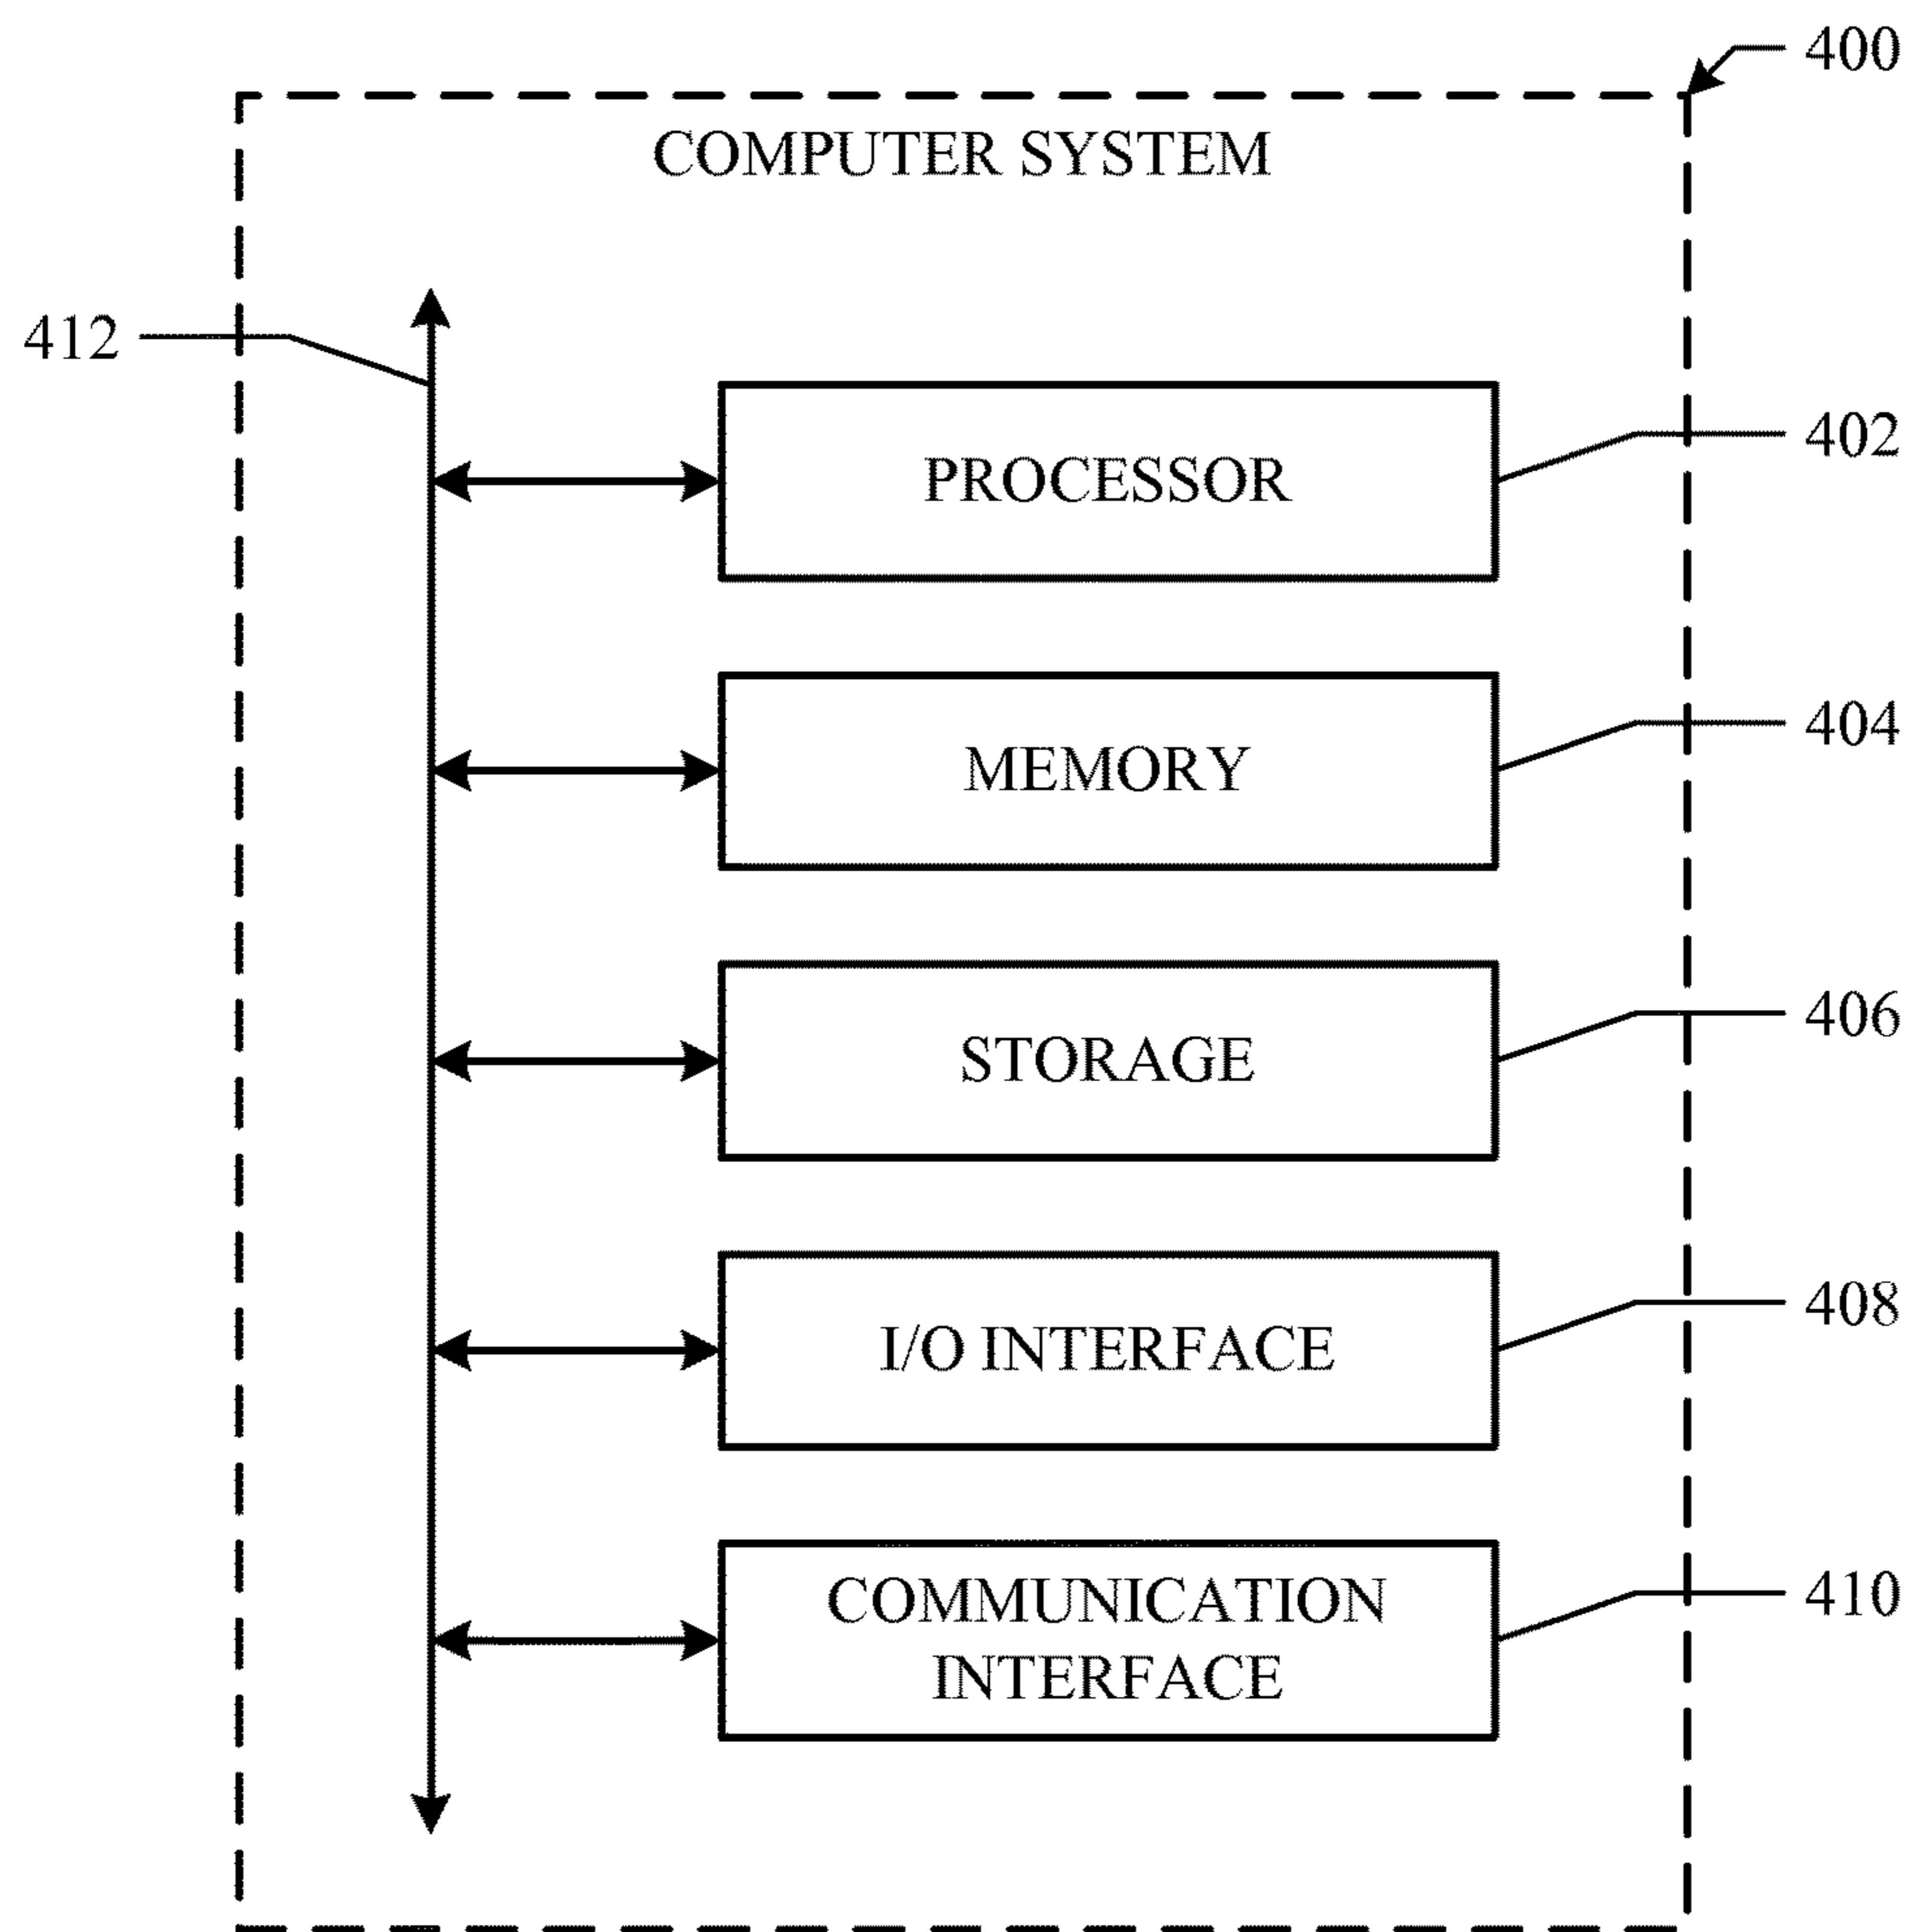 400
COMPUTER SYSTEM
412
402
PROCESSOR
404
MEMORY
406
STORAGE
408
I/O INTERFACE
410
COMMUNICATION
INTERFACE